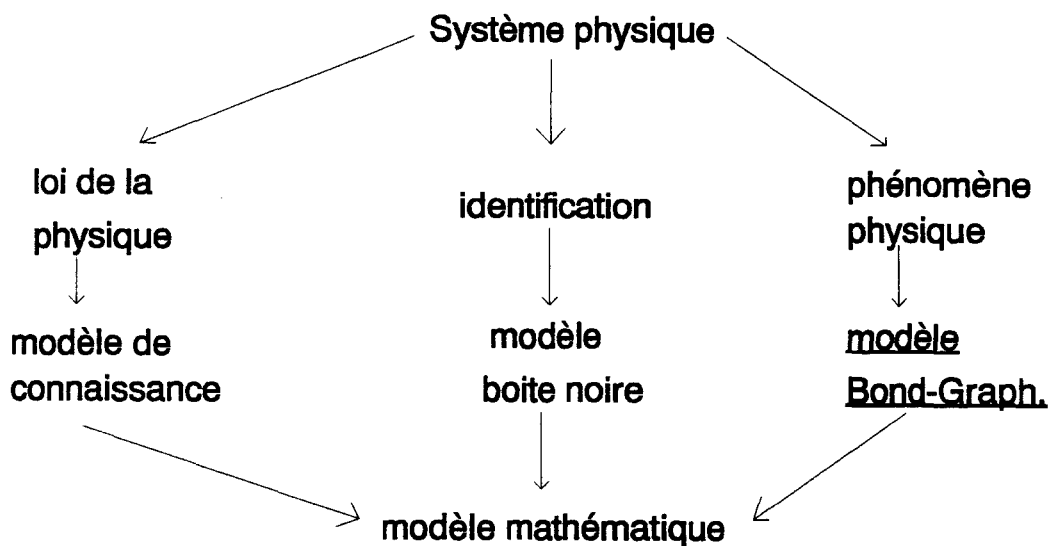 Système physique
loi de la
physique
identification
phénomène
physique
modèle de
connaissance
modèle
boite noire
modèle
Bond-Graph.
modèle mathématique